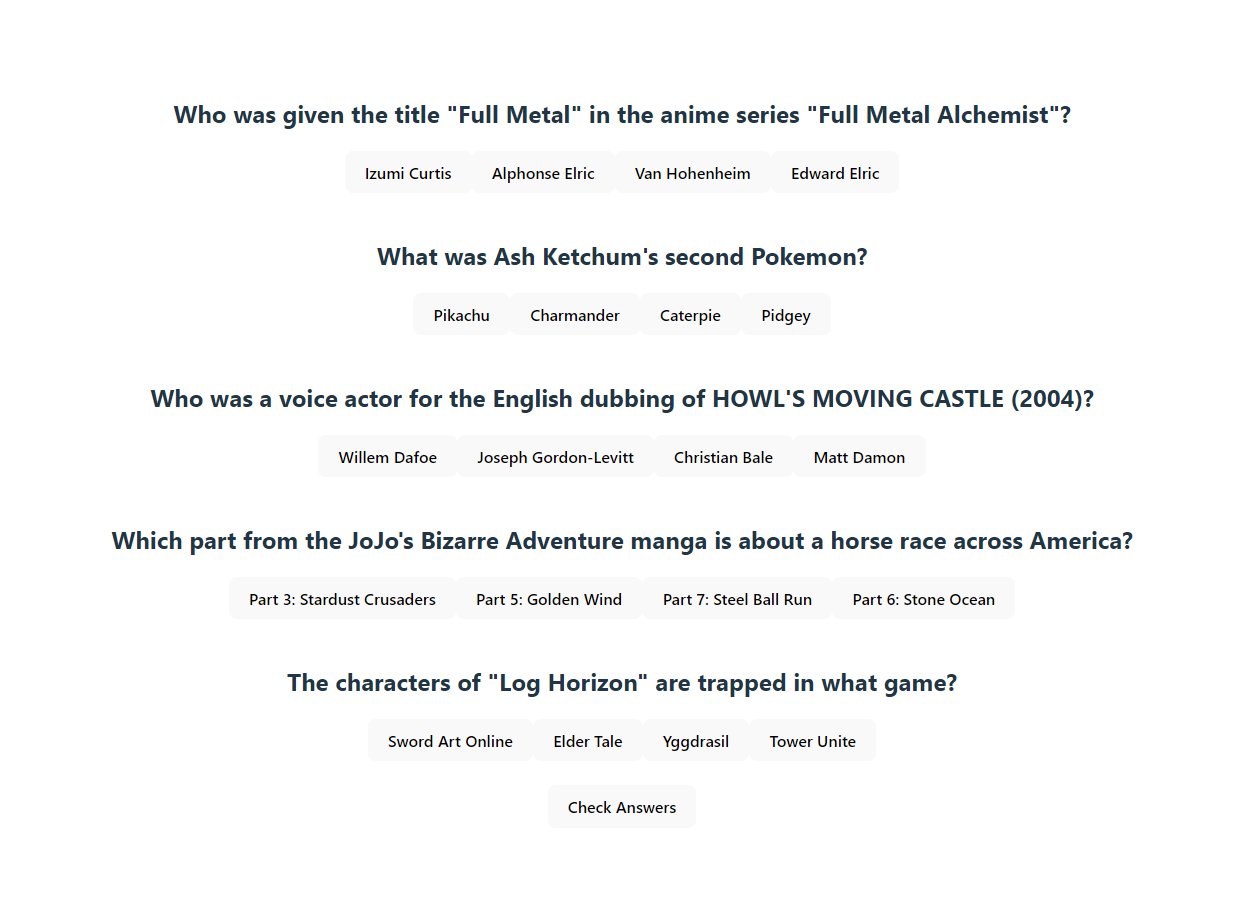 Who was given the title "Full Metal" in the anime series "Full Metal Alchemist"?
Izumi Curtis Alphonse Elric Van Hohenheim Edward Elric
What was Ash Ketchum's second Pokemon?
Pikachu Charmander Caterpie Pidgey
Who was a voice actor for the English dubbing of HOWL'S MOVING CASTLE (2004)?
Willem Dafoe Joseph Gordon-Levitt Christian Bale Matt Damon
Which part from the JoJo's Bizarre Adventure manga is about a horse race across America?
Part 3: Stardust Crusaders Part 5: Golden Wind Part 7: Steel Ball Run Part 6: Stone Ocean
The characters of "Log Horizon" are trapped in what game?
Sword Art Online Elder Tale Yggdrasil Tower Unite
Check Answers